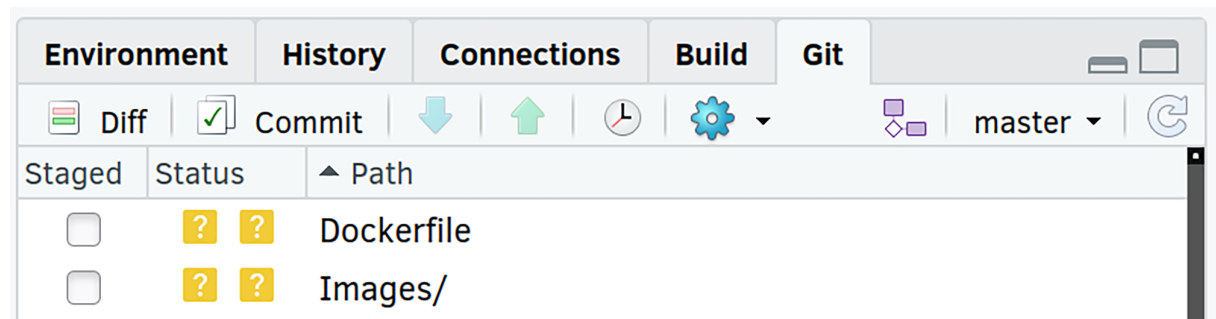 Environment History Connections Build Git
Diff Commit master
Staged Status Path
? ? Dockerfile
? ? Images/